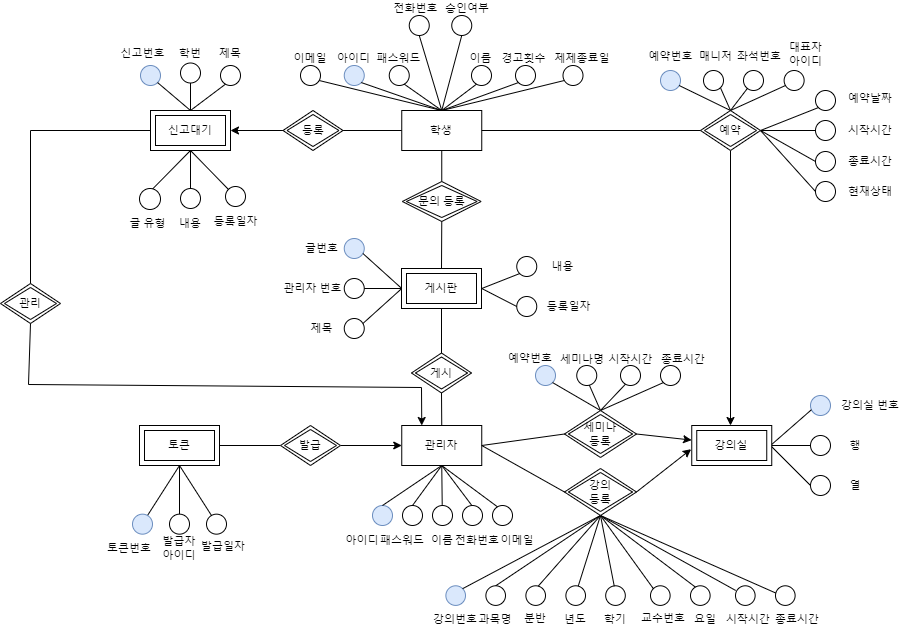 전화번호 승인여부
이메일 아이디 패스워드 이름 경고횟수 제제종료일
신고번호 학번 제목
예약번호 매니저 좌석번호 대표자
아이디
예약날짜
신고대기 등록 학생 예약 시작시간
종료시간
현재상태
문의 등록
글 유형 내용 등록일자
글번호
관리자 번호 게시판 내용
제목 등록일자
관리
게시
예약번호 세미나명 시작시간 종료시간
세미나
등록
강의실 번호
토큰 발급 관리자 강의실 행
열
강의
등록
토큰번호 발급자
아이디 발급일자
아이디 패스워드 이름 전화번호 이메일
강의번호 과목명 분반 년도 학기 교수번호 요일 시작시간 종료시간